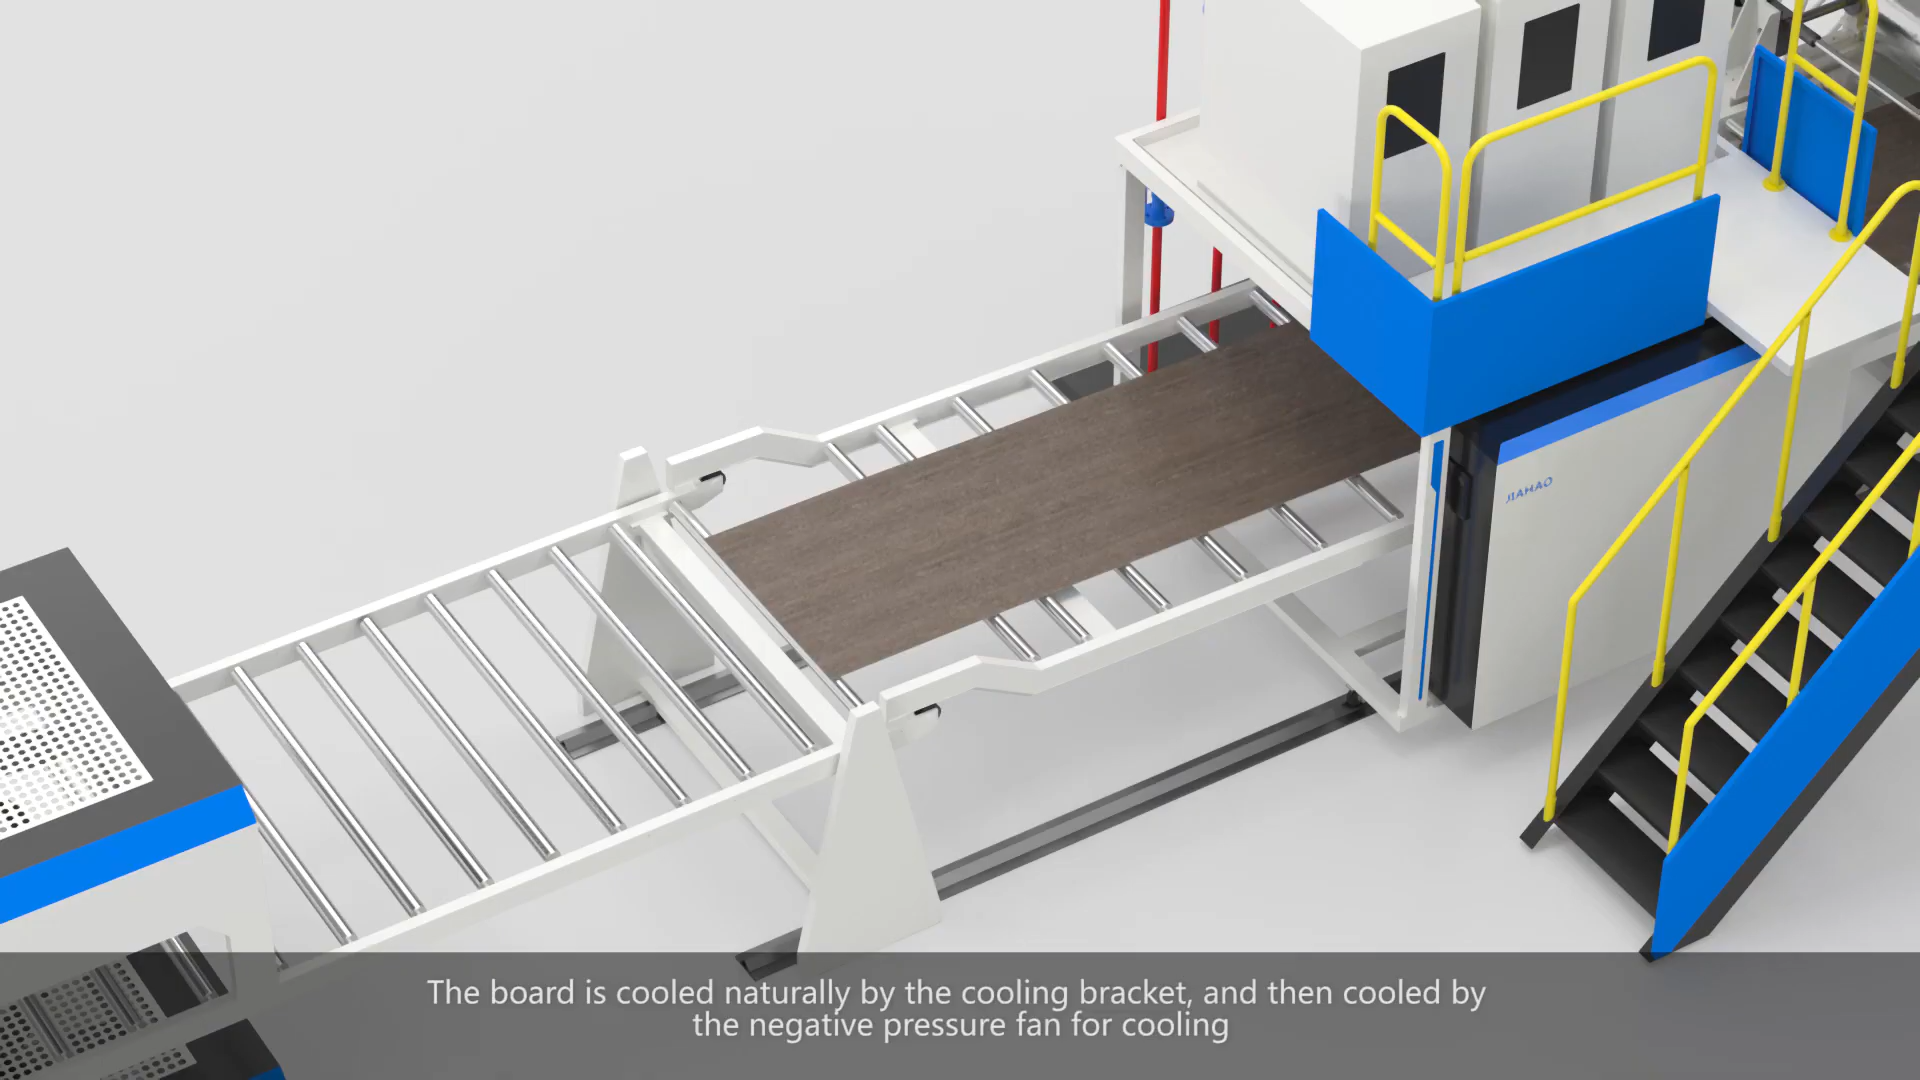 JIAHAO
The board is cooled naturally by the cooling bracket, and then cooled by
the negative pressure fan for cooling